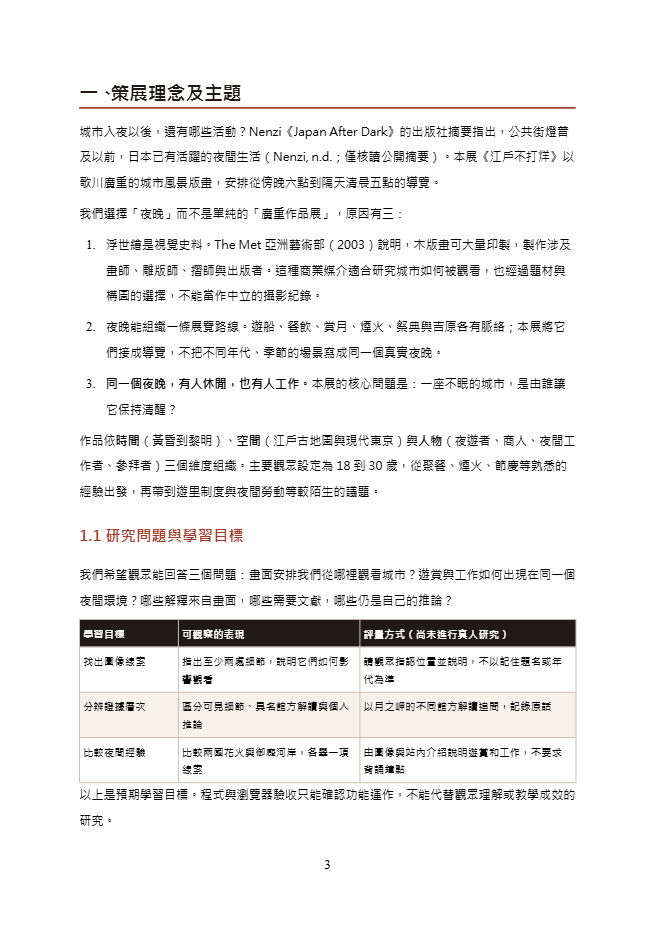 一、策展理念及主題
城市入夜以後，還有哪些活動？Nenzi《Japan After Dark》的出版社摘要指出，公共街燈普
及以前，日本已有活躍的夜間生活（Nenzi, n.d.；僅核讀公開摘要）。本展《江戶不打烊》以
歌川廣重的城市風景版畫，安排從傍晚六點到隔天清晨五點的導覽。
我們選擇「夜晚」而不是單純的「廣重作品展」，原因有三：
1. 浮世繪是視覺史料。The Met 亞洲藝術部（2003）說明，木版畫可大量印製，製作涉及
畫師、雕版師、摺師與出版者。這種商業媒介適合研究城市如何被觀看，也經過題材與
構圖的選擇，不能當作中立的攝影紀錄。
2. 夜晚能組織一條展覽路線。遊船、餐飲、賞月、煙火、祭典與吉原各有脈絡；本展將它
們接成導覽，不把不同年代、季節的場景寫成同一個真實夜晚。
3. 同一個夜晚，有人休閒，也有人工作。本展的核心問題是：一座不眠的城市，是由誰讓
它保持清醒？
作品依時間（黃昏到黎明）、空間（江戶古地圖與現代東京）與人物（夜遊者、商人、夜間工
作者、參拜者）三個維度組織。主要觀眾設定為 18 到 30 歲，從聚餐、煙火、節慶等熟悉的
經驗出發，再帶到遊里制度與夜間勞動等較陌生的議題。
1.1 研究問題與學習目標
我們希望觀眾能回答三個問題：畫面安排我們從哪裡觀看城市？遊賞與工作如何出現在同一個
夜間環境？哪些解釋來自畫面，哪些需要文獻，哪些仍是自己的推論？
學習目標 可觀察的表現 評量方式（尚未進行真人研究）
找出圖像線索 指出至少兩處細節，說明它們如何影 請觀眾指認位置並說明，不以記住題名或年
響觀看 代為準
分辨證據層次 區分可見細節、具名館方解讀與個人 以月之岬的不同館方解讀追問，記錄原話
推論
比較夜間經驗 比較兩國花火與御廄河岸，各舉一項 由圖像與站內介紹說明遊賞和工作，不要求
線索 背誦鐘點
以上是預期學習目標。程式與瀏覽器驗收只能確認功能運作，不能代替觀眾理解或教學成效的
研究。
3